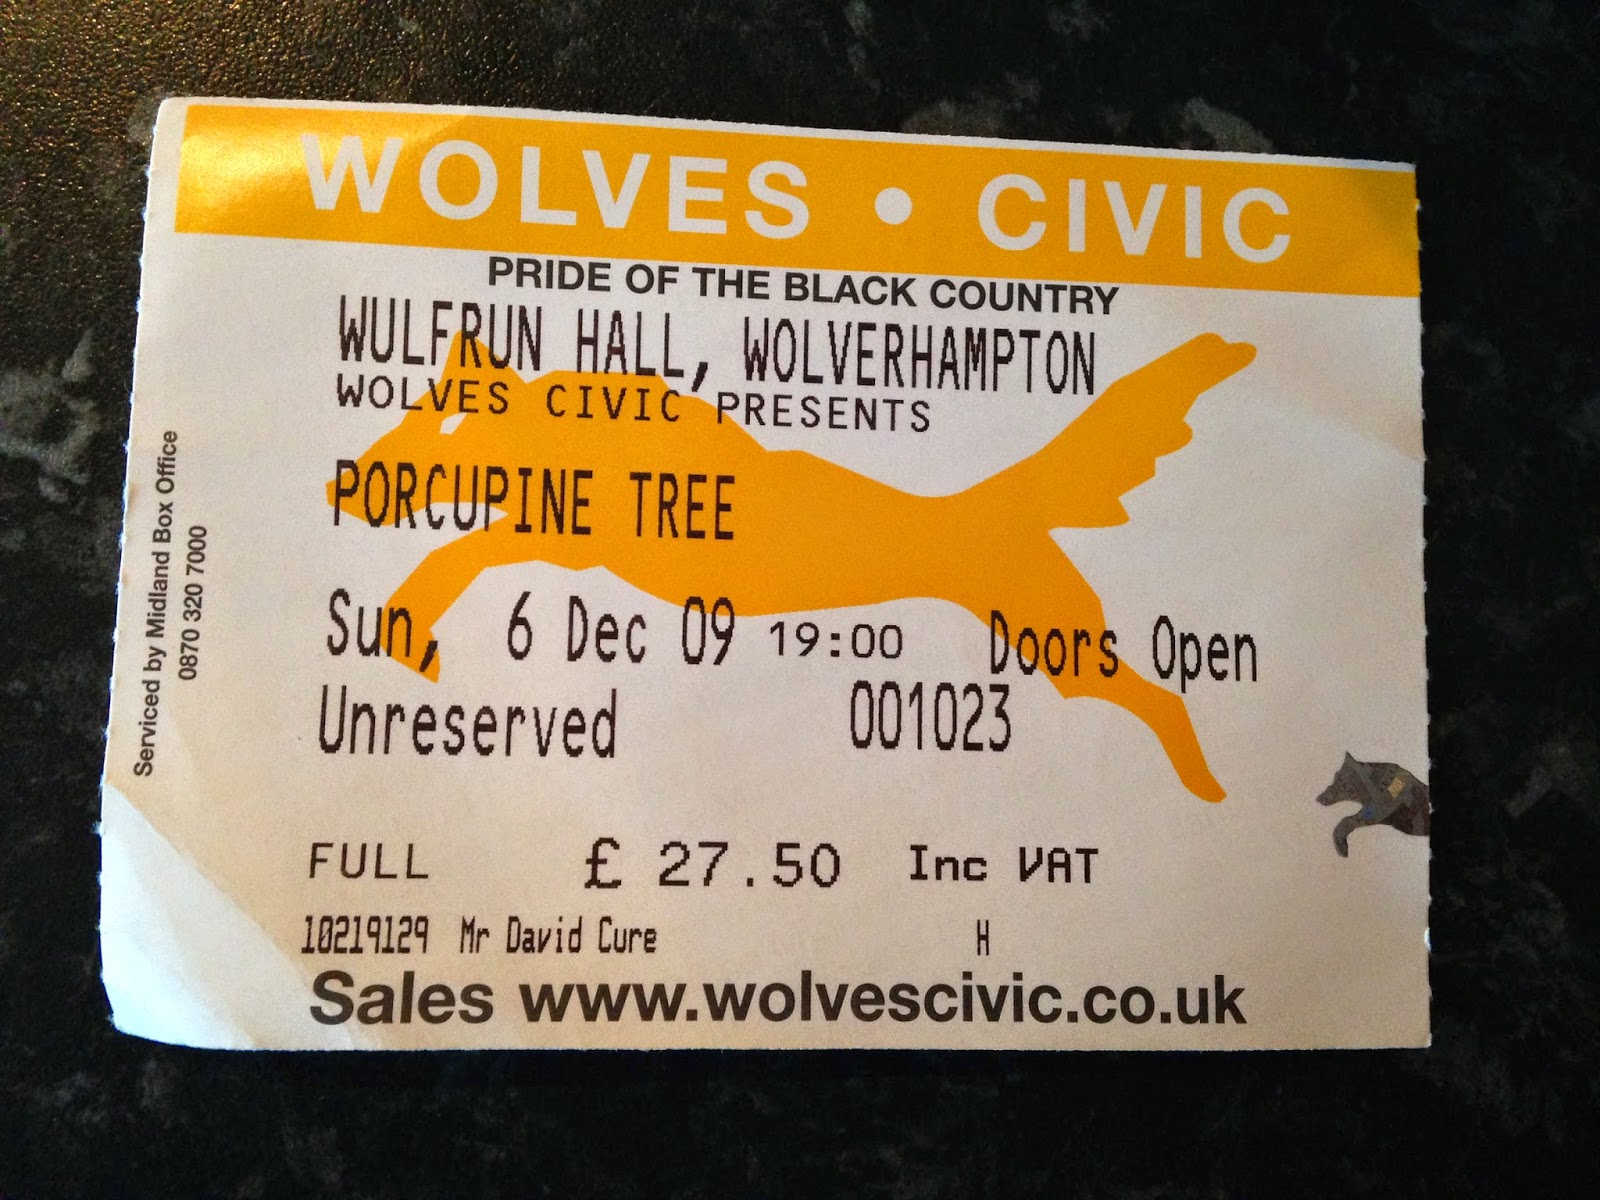 WOLVES • CIVIC
PRIDE OF THE BLACK COUNTRY
WULFRUN HALL, WOLVERHAMPTON
WOLVES CIVIC PRESENTS
PORCUPINE TREE
Sun, 6 Dec 09 19:00 Doors Open
Unreserved 001023
FULL £ 27.50 Inc VAT
10219129 Mr David Cure H
Sales www.wolvescivic.co.uk
Serviced by Midland Box Office
0870 320 7000